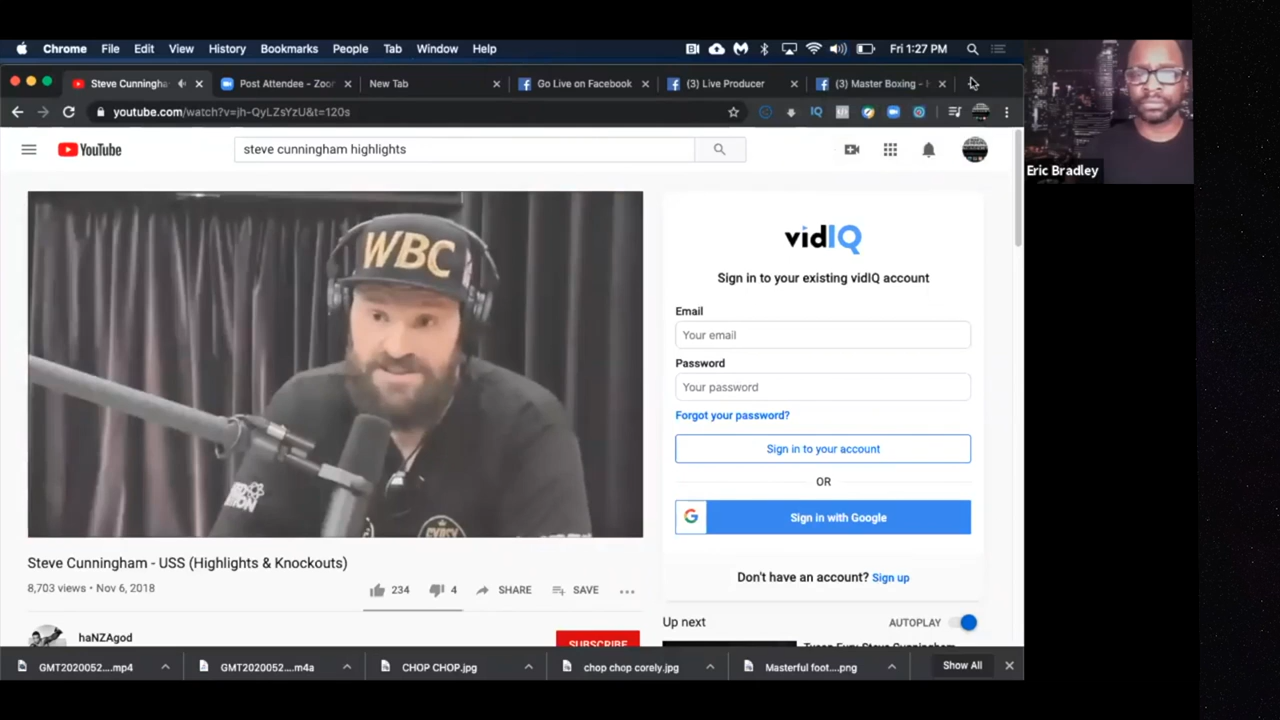 Chrome File Edit View History Bookmarks People Tab Window Help Fri 1:27 PM
Steve Cunningha Post Attendee - Zoo New Tab Go Live on Facebook (3) Live Producer (3) Master Boxing -
youtube.com/watch?v=jh-QyLZsYzU&t=120s
YouTube steve cunningham highlights
Eric Bradley
WBC
vidIQ
Sign in to your existing vidIQ account
Email
Your email
Password
Your password
Forgot your password?
Sign in to your account
OR
Sign in with Google
Don't have an account? Sign up
Steve Cunningham - USS (Highlights & Knockouts)
8,703 views • Nov 6, 2018
234 4 SHARE SAVE
Up next AUTOPLAY
haNZAgod
SUBSCRIBE
GMT2020052....mp4 GMT2020052....m4a CHOP CHOP.jpg chop chop corely.jpg Masterful foot....png Show All